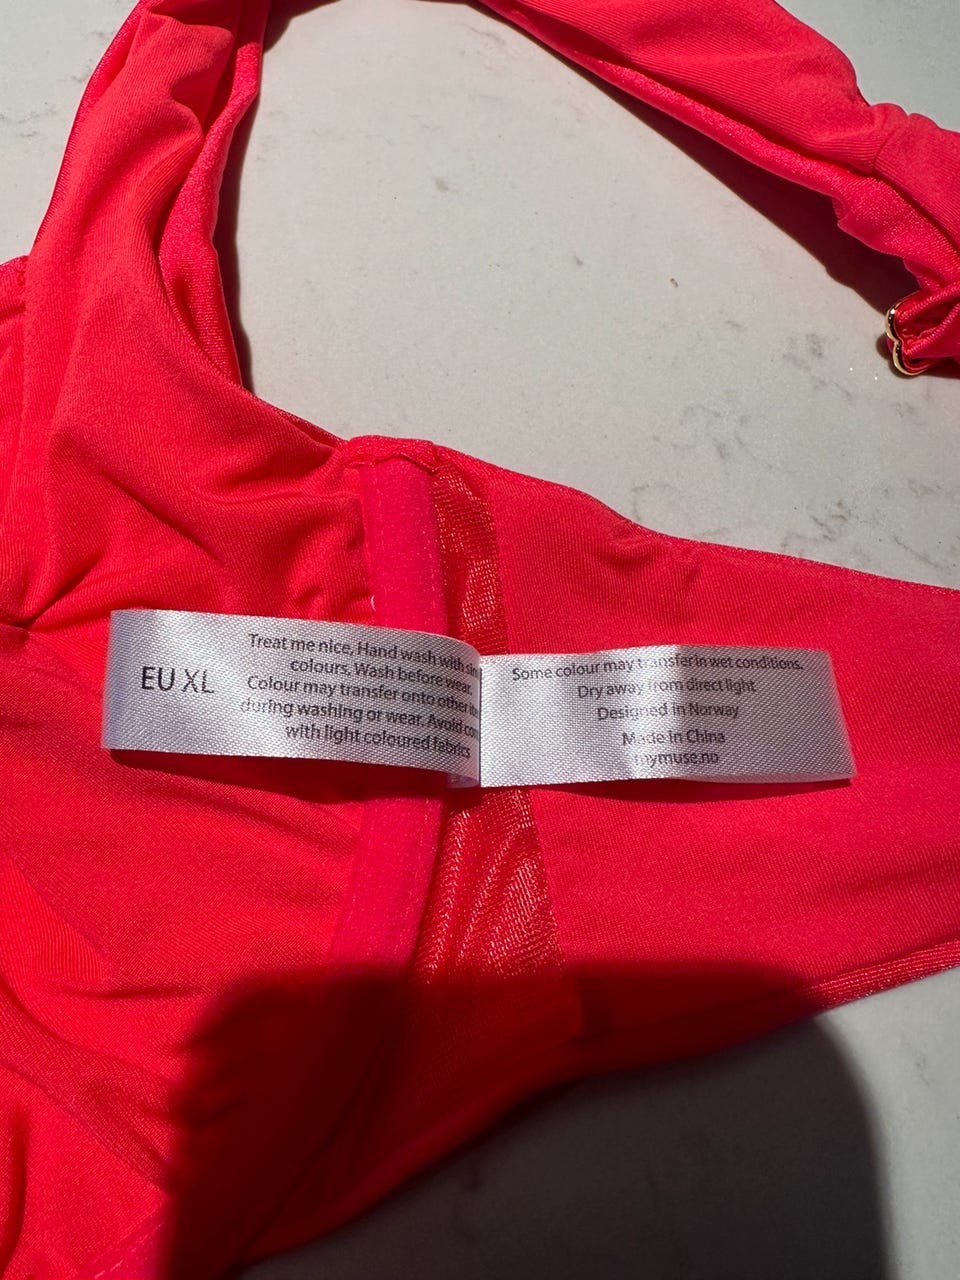 EU XL
Treat me nice. Hand wash with
colours. Wash before wear.
Colour may transfer onto other
during washing or wear. Avoid
with light coloured fabrics
Some colour may transfer in wet conditions.
Dry away from direct light
Designed in Norway
Made In China
mymuse.no